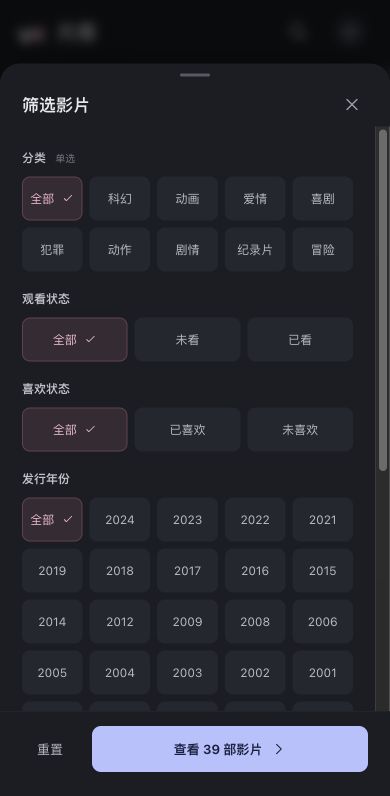 筛选影片
分类 单选
全部 科幻 动画 爱情 喜剧
犯罪 动作 剧情 纪录片 冒险
观看状态
全部 未看 已看
喜欢状态
全部 已喜欢 未喜欢
发行年份
全部 2024 2023 2022 2021
2019 2018 2017 2016 2015
2014 2012 2009 2008 2006
2005 2004 2003 2002 2001
重置 查看 39 部影片